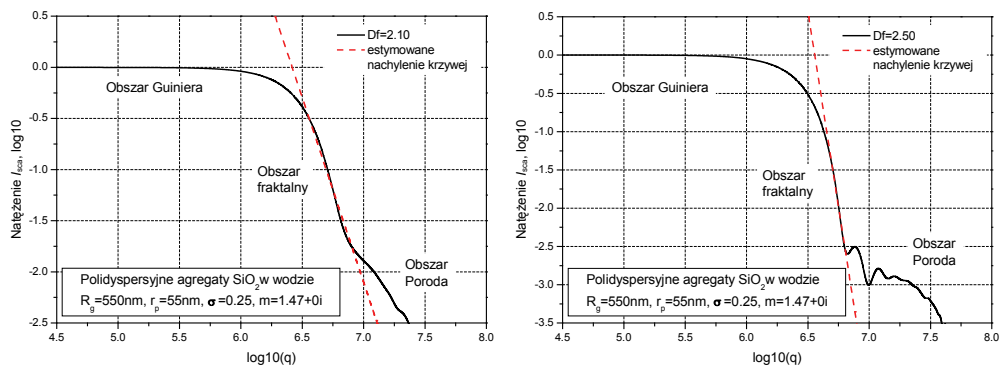 0.5
0.0
-0.5
-1.0
-1.5
-2.0
-2.5
4.5 5.0 5.5 6.0 6.5 7.0 7.5 8.0
Natężenie I_sca, log10
log10(q)
Df=2.10
estymowane
nachylenie krzywej
Obszar Guiniera
Obszar
fraktalny
Obszar
Poroda
Polidyspersyjne agregaty SiO₂w wodzie
R_g=550nm, r_p=55nm, σ=0.25, m=1.47+0i
0.5
0.0
-0.5
-1.0
-1.5
-2.0
-2.5
-3.0
-3.5
4.5 5.0 5.5 6.0 6.5 7.0 7.5 8.0
Natężenie I_sca, log10
log10(q)
Df=2.50
estymowane
nachylenie krzywej
Obszar Guiniera
Obszar
fraktalny
Obszar
Poroda
Polidyspersyjne agregaty SiO₂w wodzie
R_g=550nm, r_p=55nm, σ=0.25, m=1.47+0i